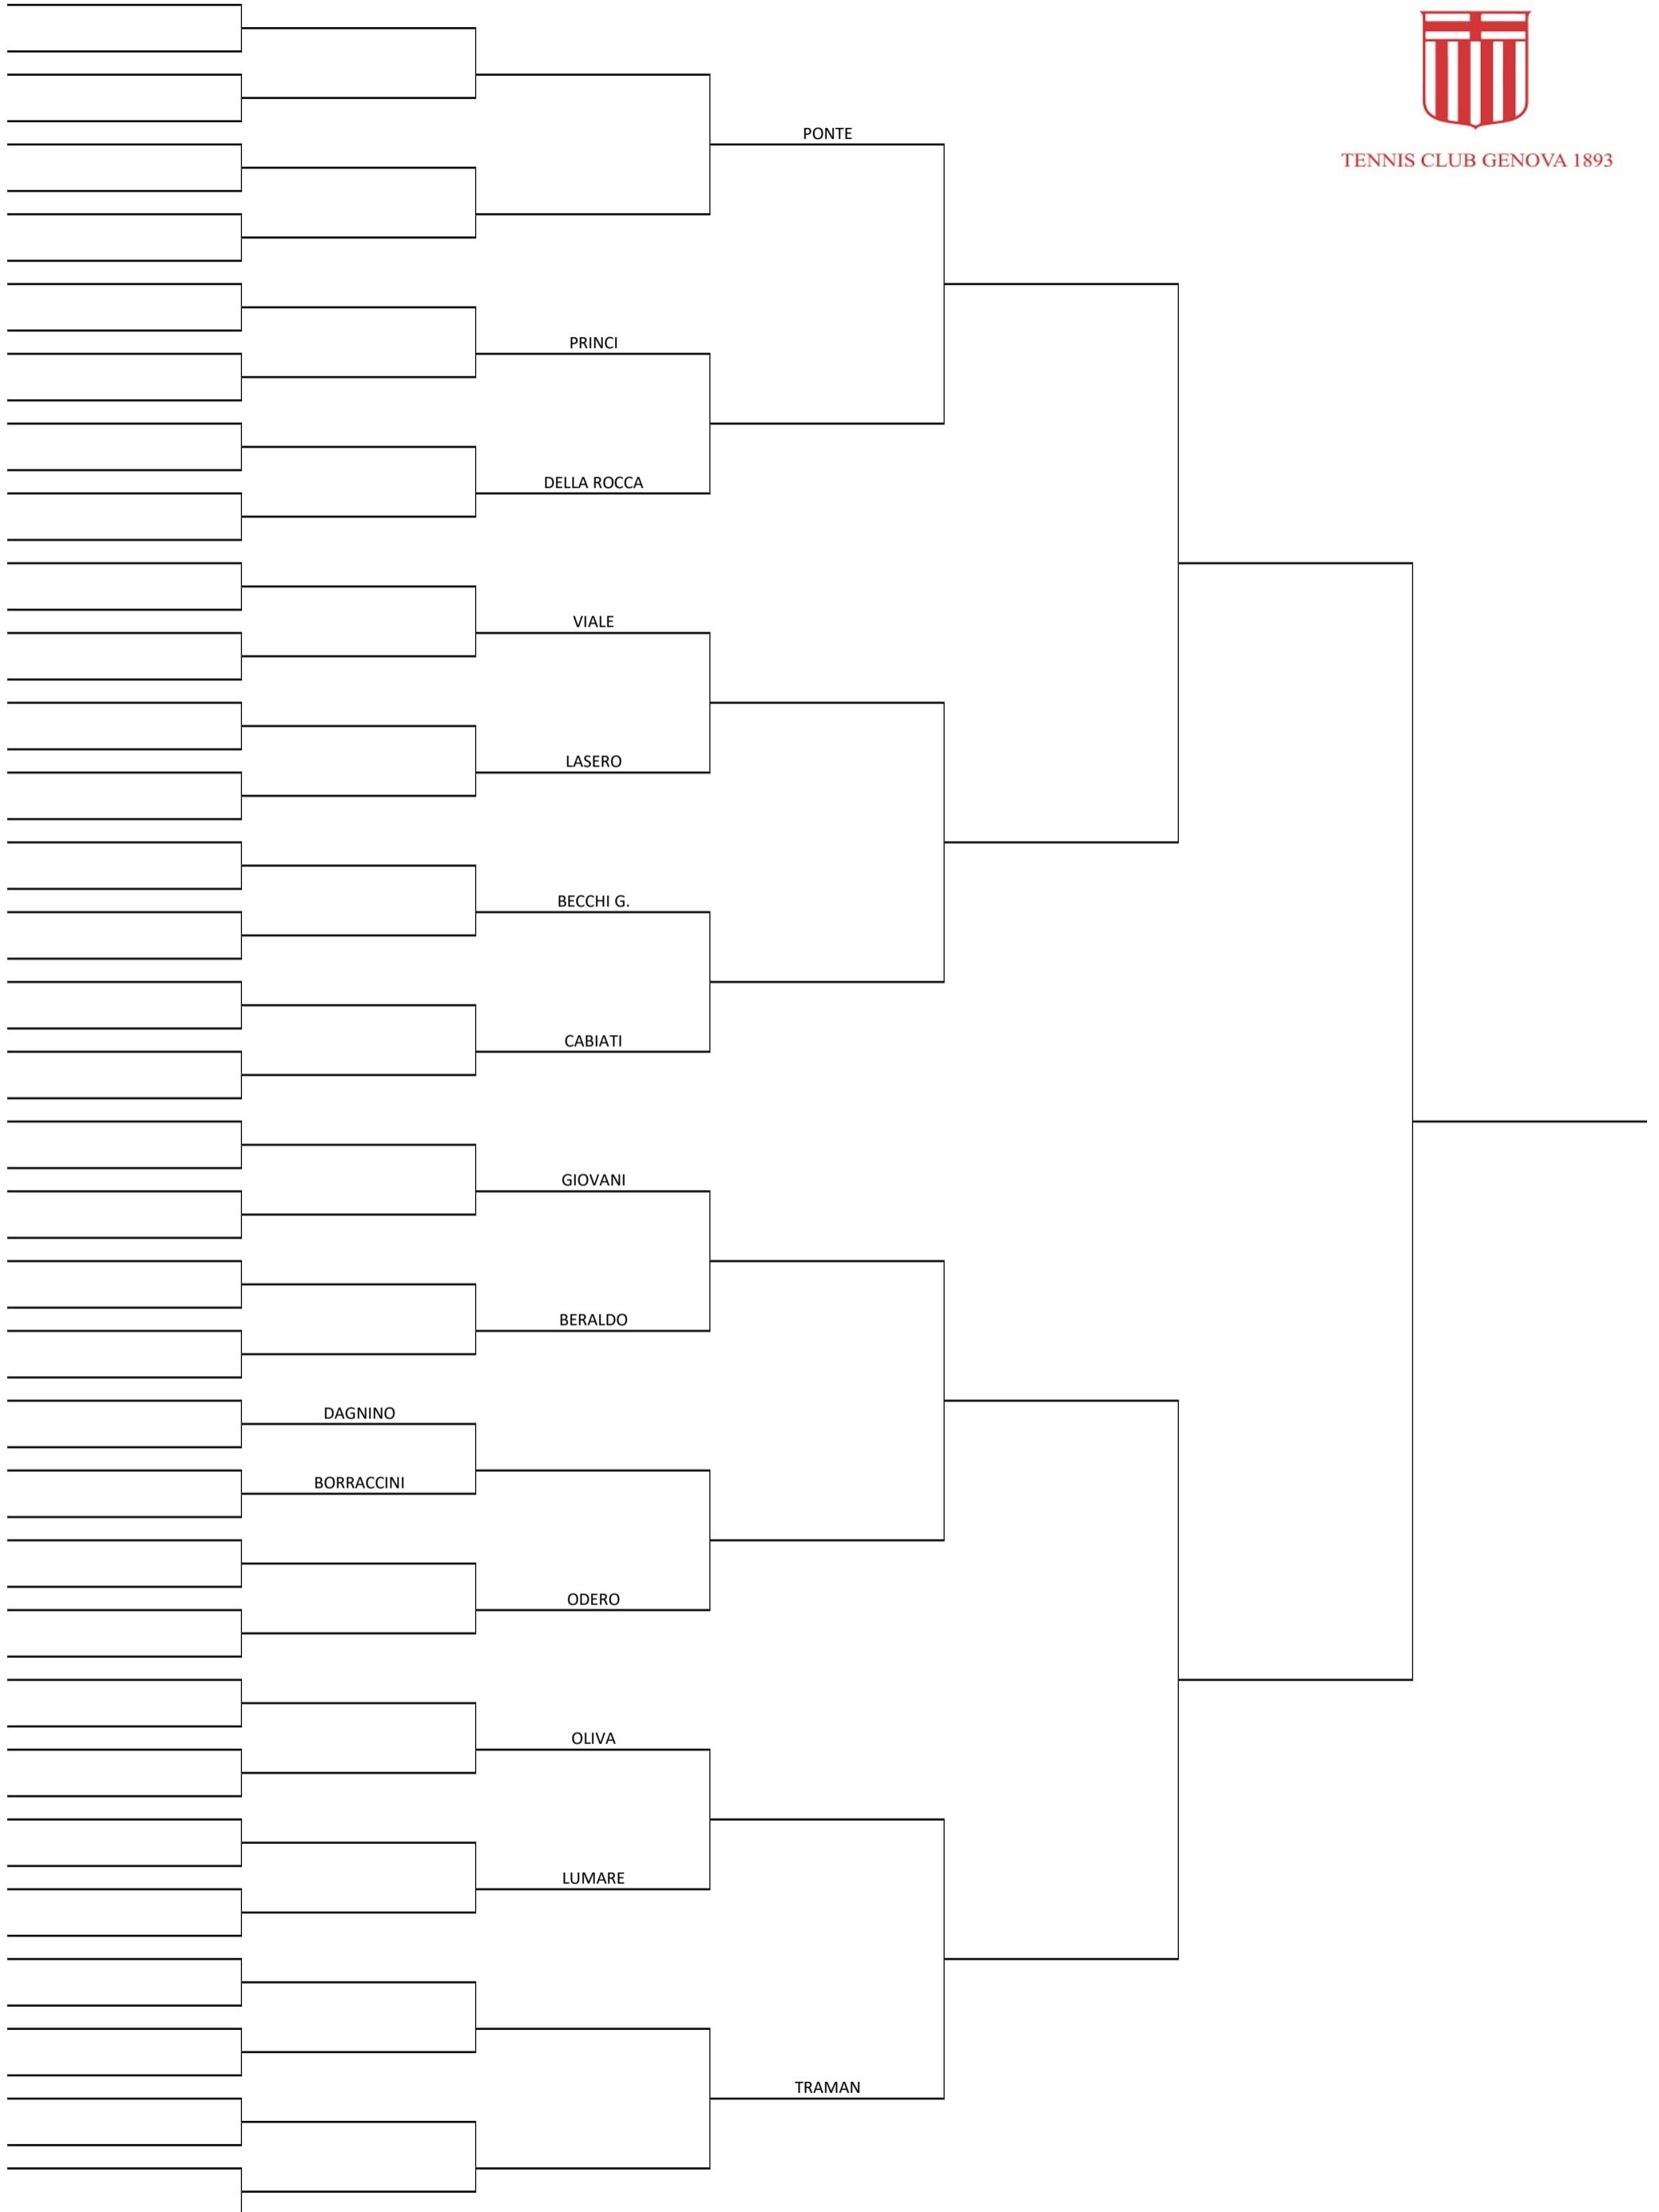 PONTE
TENNIS CLUB GENOVA 1893
PRINCI
DELLA ROCCA
VIALE
LASERO
BECCHI G.
CABIATI
GIOVANI
BERALDO
DAGNINO
BORRACCINI
ODERO
OLIVA
LUMARE
TRAMAN